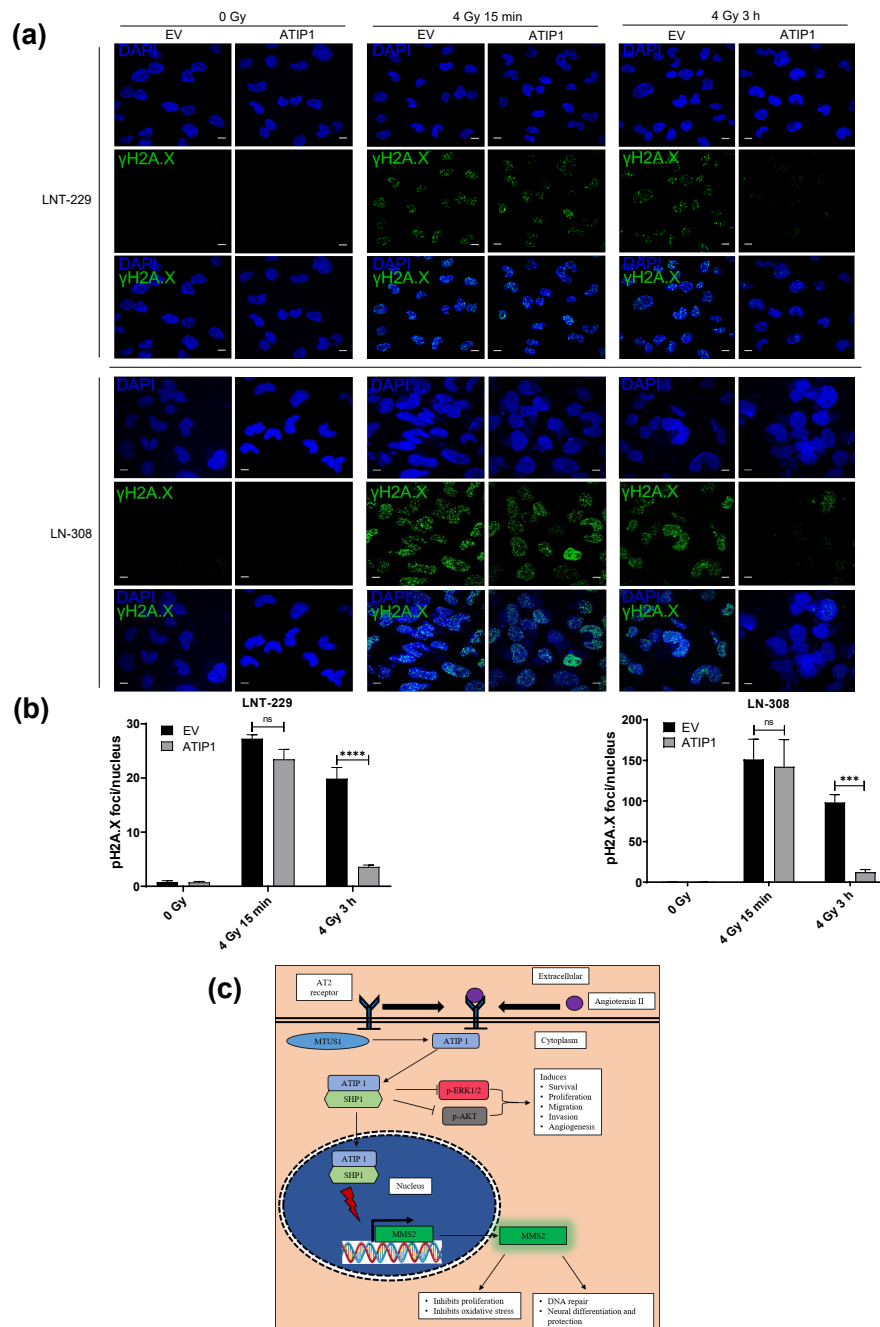 (a)
0 Gy
4 Gy 15 min
4 Gy 3 h
EV
ATIP1
EV
ATIP1
EV
ATIP1
LNT-229
DAPI
DAPI
DAPI
γH2A.X
γH2A.X
γH2A.X
DAPI
γH2A.X
DAPI
γH2A.X
DAPI
γH2A.X
LN-308
DAPI
DAPI
DAPI
γH2A.X
γH2A.X
γH2A.X
DAPI
γH2A.X
DAPI
γH2A.X
DAPI
γH2A.X
(b)
LNT-229
EV
ATIP1
pH2A.X foci/nucleus
30
20
10
0
ns
****
0 Gy
4 Gy 15 min
4 Gy 3 h
LN-308
EV
ATIP1
pH2A.X foci/nucleus
200
150
100
50
0
ns
***
0 Gy
4 Gy 15 min
4 Gy 3 h
(c)
AT2
receptor
Extracellular
Angiotensin II
MTUS1
ATIP 1
Cytoplasm
ATIP 1
SHP1
p-ERK1/2
p-AKT
Induces
• Survival
• Proliferation
• Migration
• Invasion
• Angiogenesis
ATIP 1
SHP1
Nucleus
MMS2
MMS2
• Inhibits proliferation
• Inhibits oxidative stress
• DNA repair
• Neural differentiation and
protection